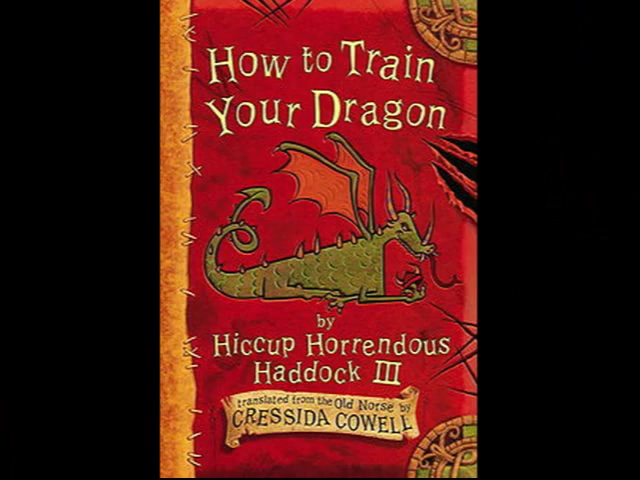 How to Train
Your Dragon
by
Hiccup Horrendous
Haddock III
translated from the Old Norse by
CRESSIDA COWELL